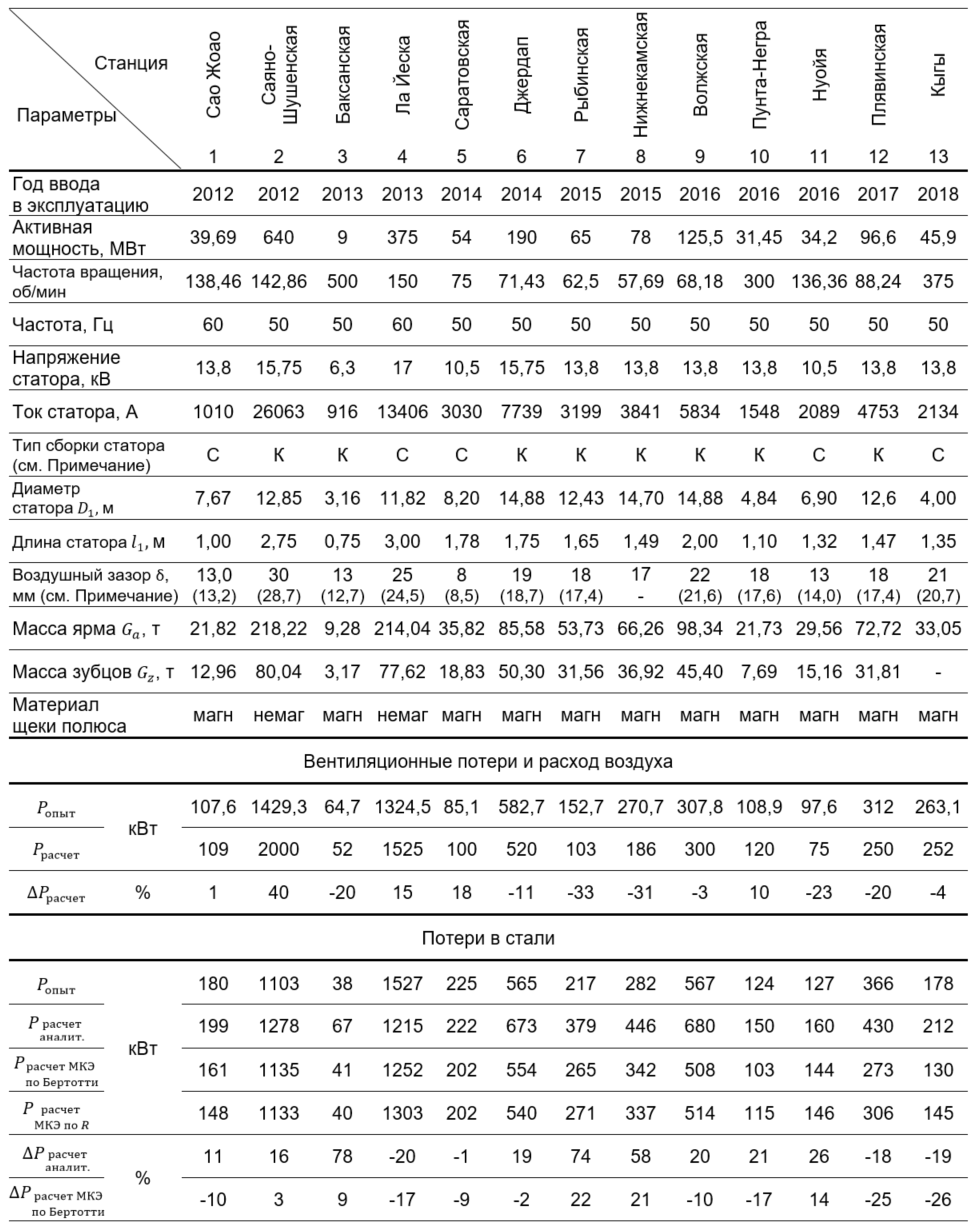 Станция
Параметры
Сао Жоао Саяно-Шушенская Баксанская Ла Йеска Саратовская Джердап Рыбинская Нижнекамская Волжская Пунта-Негра Нуойя Плявинская Кыгы
1 2 3 4 5 6 7 8 9 10 11 12 13
Год ввода
в эксплуатацию 2012 2012 2013 2013 2014 2014 2015 2015 2016 2016 2016 2017 2018
Активная
мощность, МВт 39,69 640 9 375 54 190 65 78 125,5 31,45 34,2 96,6 45,9
Частота вращения,
об/мин 138,46 142,86 500 150 75 71,43 62,5 57,69 68,18 300 136,36 88,24 375
Частота, Гц 60 50 50 60 50 50 50 50 50 50 50 50 50
Напряжение
статора, кВ 13,8 15,75 6,3 17 10,5 15,75 13,8 13,8 13,8 13,8 10,5 13,8 13,8
Ток статора, А 1010 26063 916 13406 3030 7739 3199 3841 5834 1548 2089 4753 2134
Тип сборки статора
(см. Примечание) С К К С С К К К К К С К С
Диаметр
статора D₁, м 7,67 12,85 3,16 11,82 8,20 14,88 12,43 14,70 14,88 4,84 6,90 12,6 4,00
Длина статора l₁, м 1,00 2,75 0,75 3,00 1,78 1,75 1,65 1,49 2,00 1,10 1,32 1,47 1,35
Воздушный зазор δ, 13,0 30 13 25 8 19 18 17 22 18 13 18 21
мм (см. Примечание) (13,2) (28,7) (12,7) (24,5) (8,5) (18,7) (17,4) - (21,6) (17,6) (14,0) (17,4) (20,7)
Масса ярма Gₐ, т 21,82 218,22 9,28 214,04 35,82 85,58 53,73 66,26 98,34 21,73 29,56 72,72 33,05
Масса зубцов G_z, т 12,96 80,04 3,17 77,62 18,83 50,30 31,56 36,92 45,40 7,69 15,16 31,81 -
Материал
щеки полюса магн немаг магн немаг магн магн магн магн магн магн магн магн магн
Вентиляционные потери и расход воздуха
P опыт кВт 107,6 1429,3 64,7 1324,5 85,1 582,7 152,7 270,7 307,8 108,9 97,6 312 263,1
P расчет 109 2000 52 1525 100 520 103 186 300 120 75 250 252
ΔP расчет % 1 40 -20 15 18 -11 -33 -31 -3 10 -23 -20 -4
Потери в стали
P опыт кВт 180 1103 38 1527 225 565 217 282 567 124 127 366 178
P расчет аналит. 199 1278 67 1215 222 673 379 446 680 150 160 430 212
P расчет МКЭ по Бертотти 161 1135 41 1252 202 554 265 342 508 103 144 273 130
P расчет МКЭ по R 148 1133 40 1303 202 540 271 337 514 115 146 306 145
ΔP расчет аналит. % 11 16 78 -20 -1 19 74 58 20 21 26 -18 -19
ΔP расчет МКЭ по Бертотти -10 3 9 -17 -9 -2 22 21 -10 -17 14 -25 -26